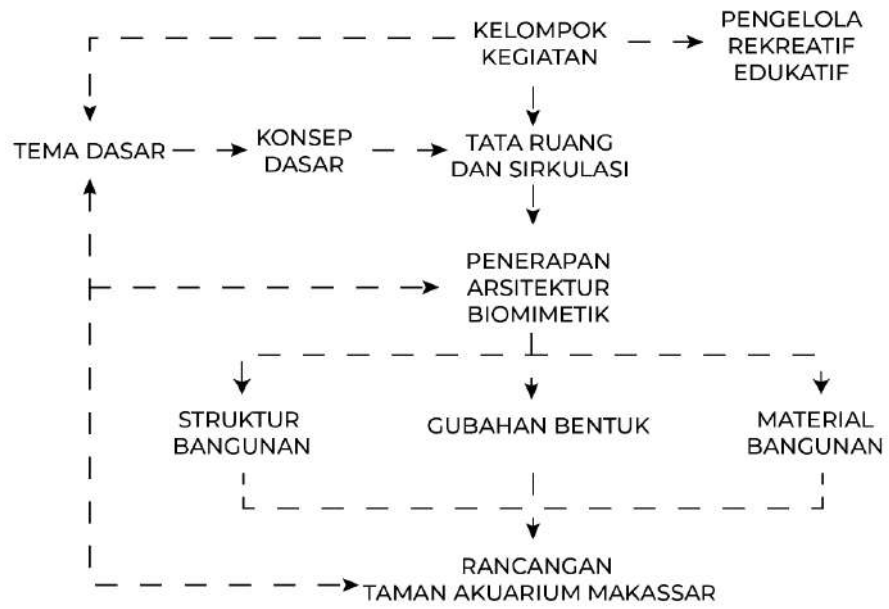 KELOMPOK
KEGIATAN
PENGELOLA
REKREATIF
EDUKATIF
TEMA DASAR
KONSEP
DASAR
TATA RUANG
DAN SIRKULASI
PENERAPAN
ARSITEKTUR
BIOMIMETIK
STRUKTUR
BANGUNAN
GUBAHAN BENTUK
MATERIAL
BANGUNAN
RANCANGAN
TAMAN AKUARIUM MAKASSAR